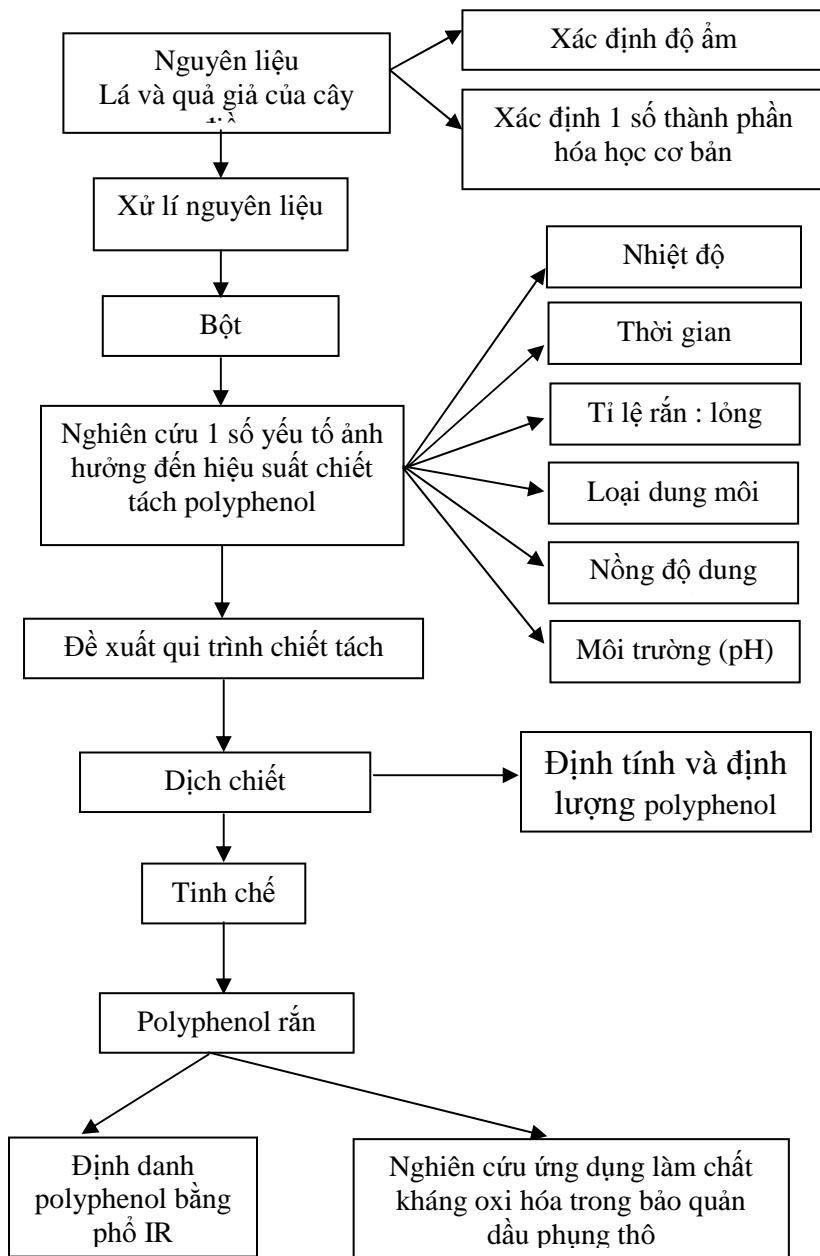 Nguyên liệu
Lá và quả giả của cây
Xác định độ ẩm
Xác định 1 số thành phần
hóa học cơ bản
Xử lí nguyên liệu
Bột
Nghiên cứu 1 số yếu tố ảnh
hưởng đến hiệu suất chiết
tách polyphenol
Nhiệt độ
Thời gian
Tỉ lệ rắn : lỏng
Loại dung môi
Nồng độ dung
Môi trường (pH)
Đề xuất qui trình chiết tách
Dịch chiết
Định tính và định
lượng polyphenol
Tinh chế
Polyphenol rắn
Định danh
polyphenol bằng
phổ IR
Nghiên cứu ứng dụng làm chất
kháng oxi hóa trong bảo quản
dầu phụng thô